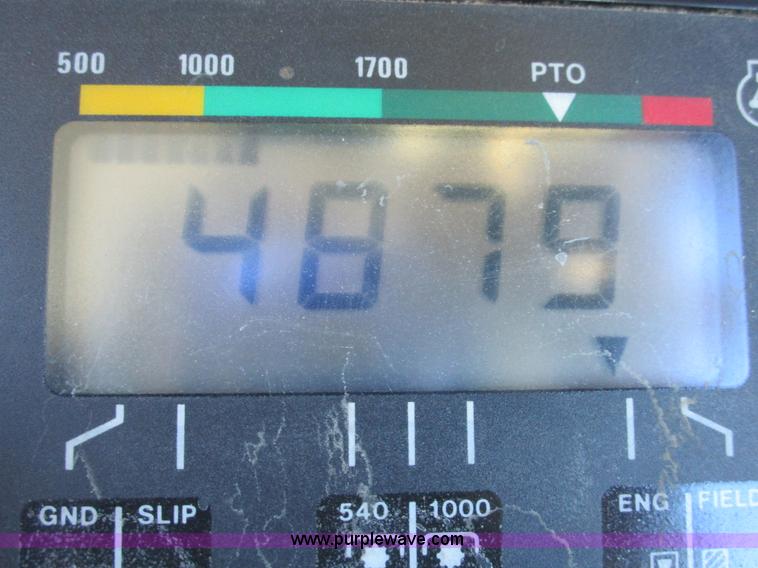 500 1000 1700 PTO
4879
GND SLIP 540 1000 ENG FIELD
www.purplewave.com